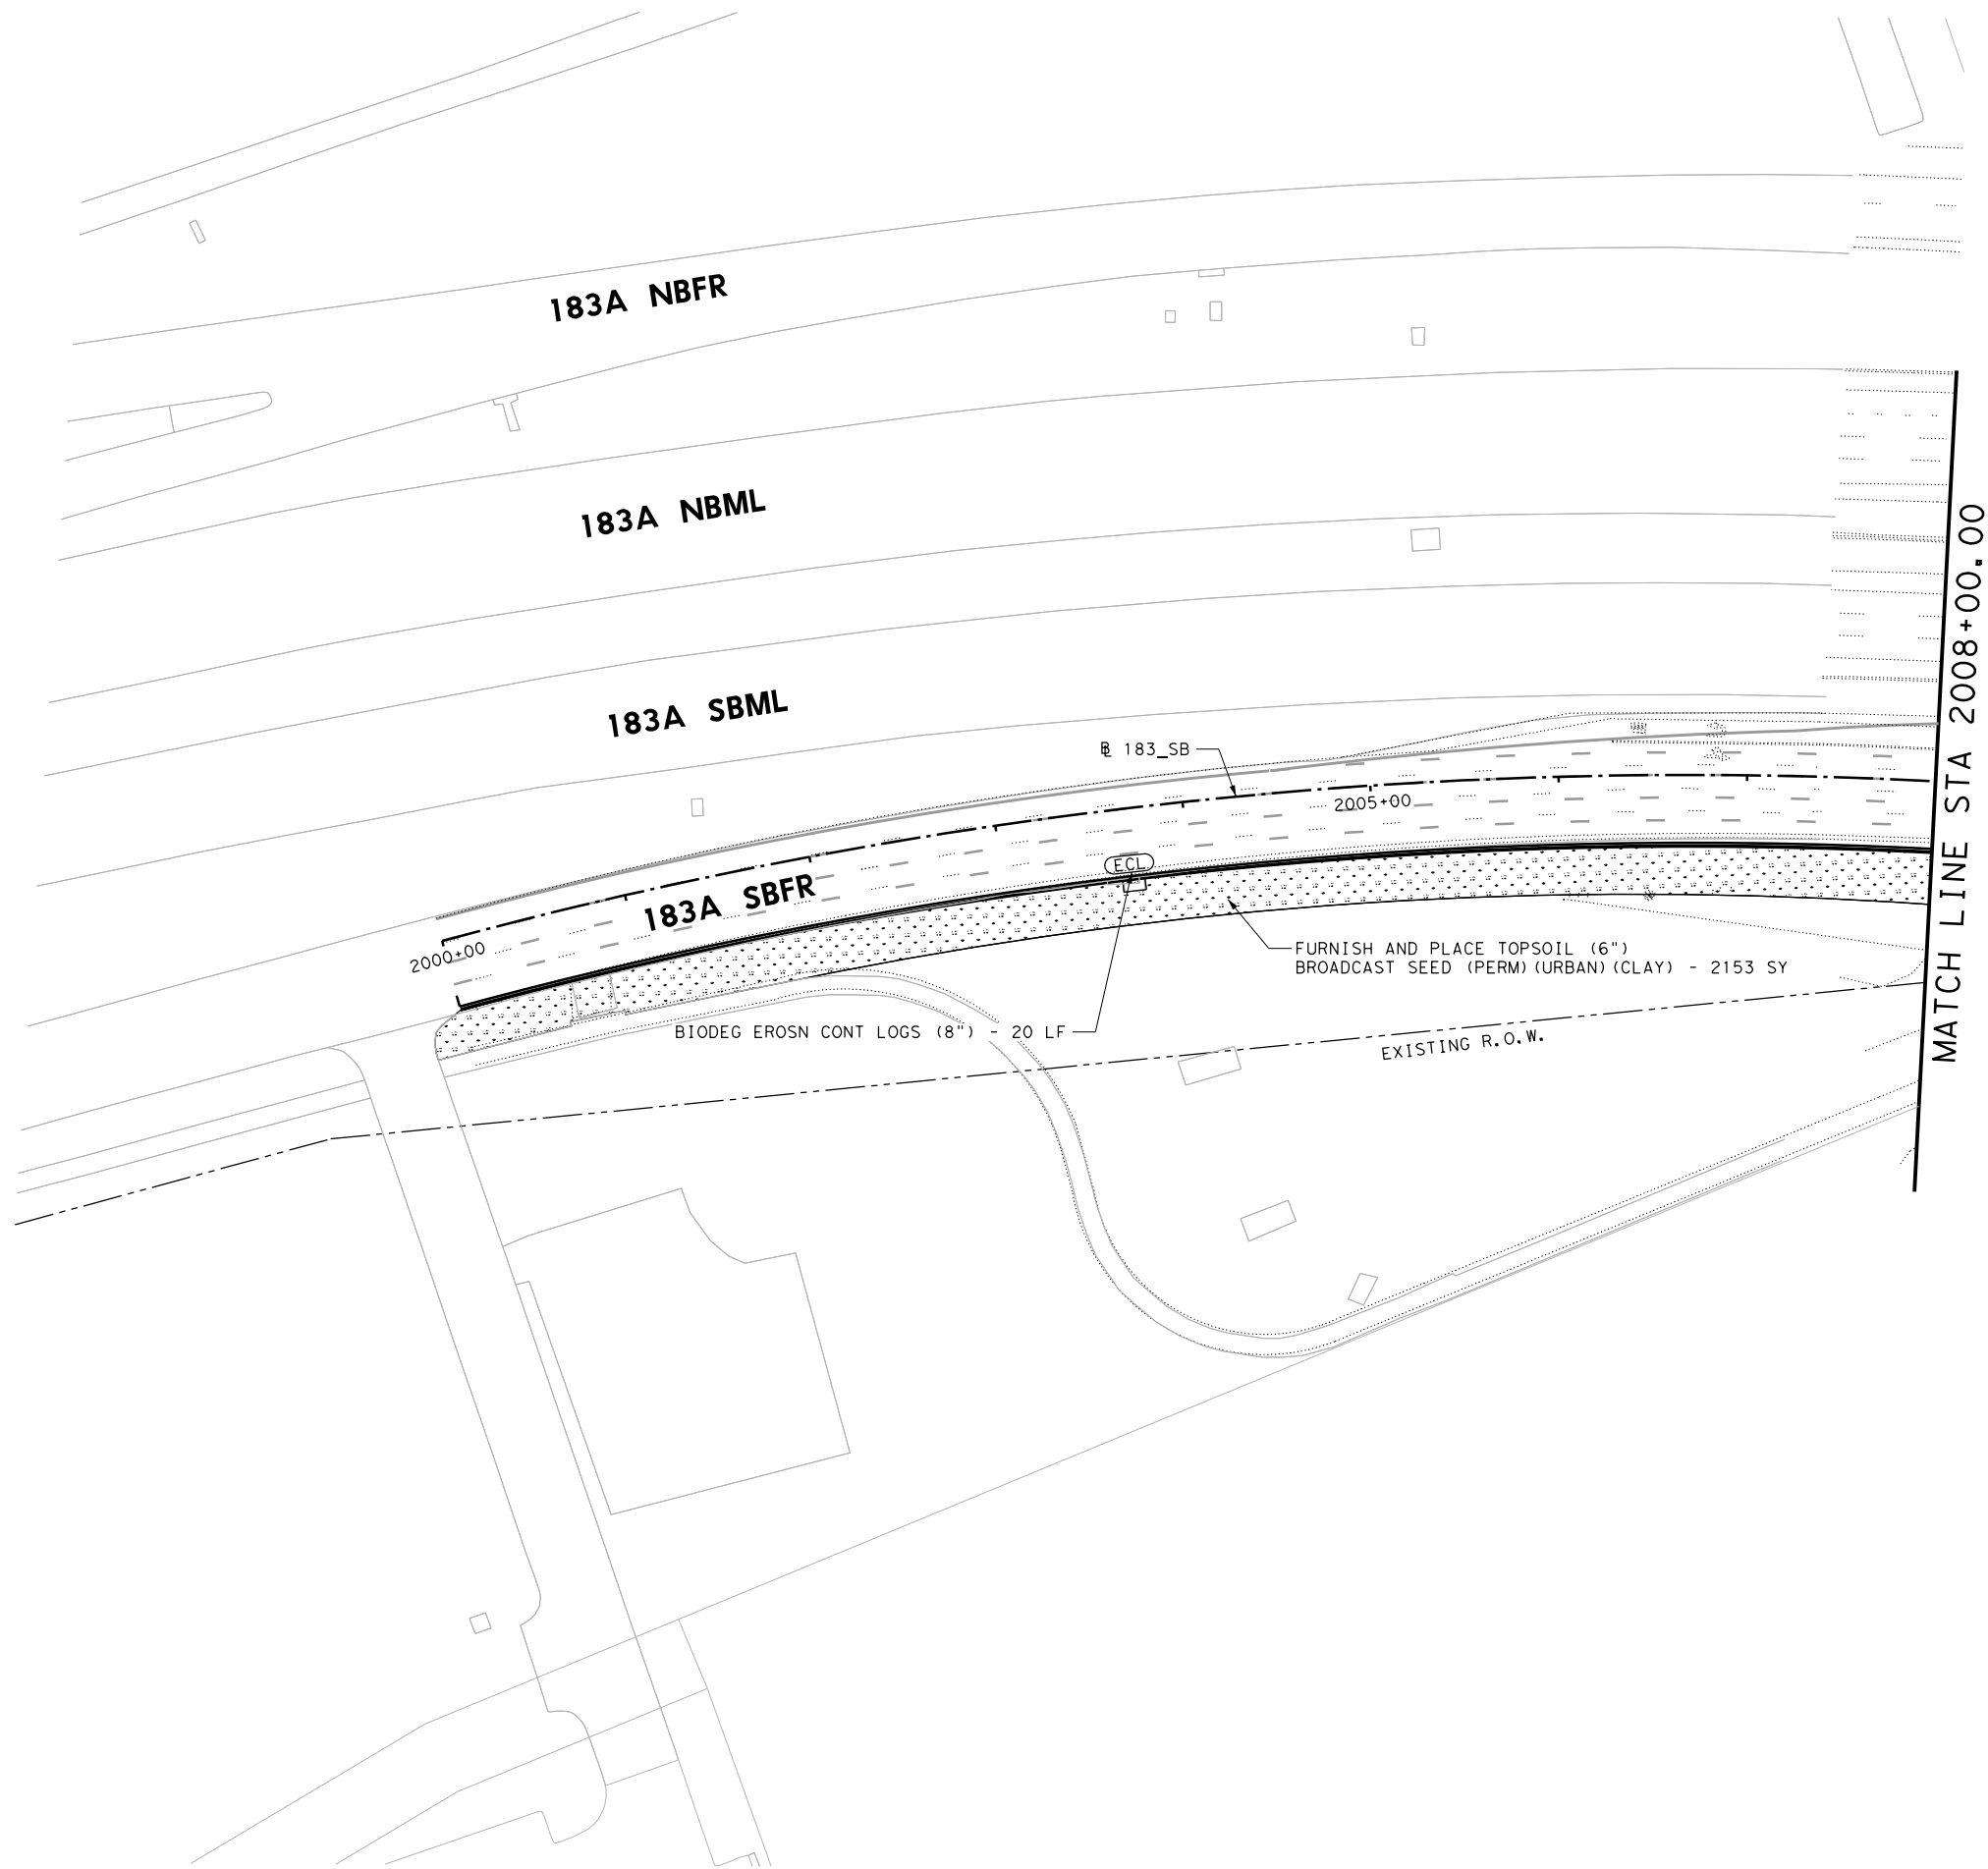 183A NBFR
183A NBML
183A SBML
B 183_SB
2005+00
ECL
183A SBFR
2000+00
FURNISH AND PLACE TOPSOIL (6")
BROADCAST SEED (PERM)(URBAN)(CLAY) - 2153 SY
BIODEG EROSN CONT LOGS (8") - 20 LF
EXISTING R.O.W.
MATCH LINE STA 2008+00.00